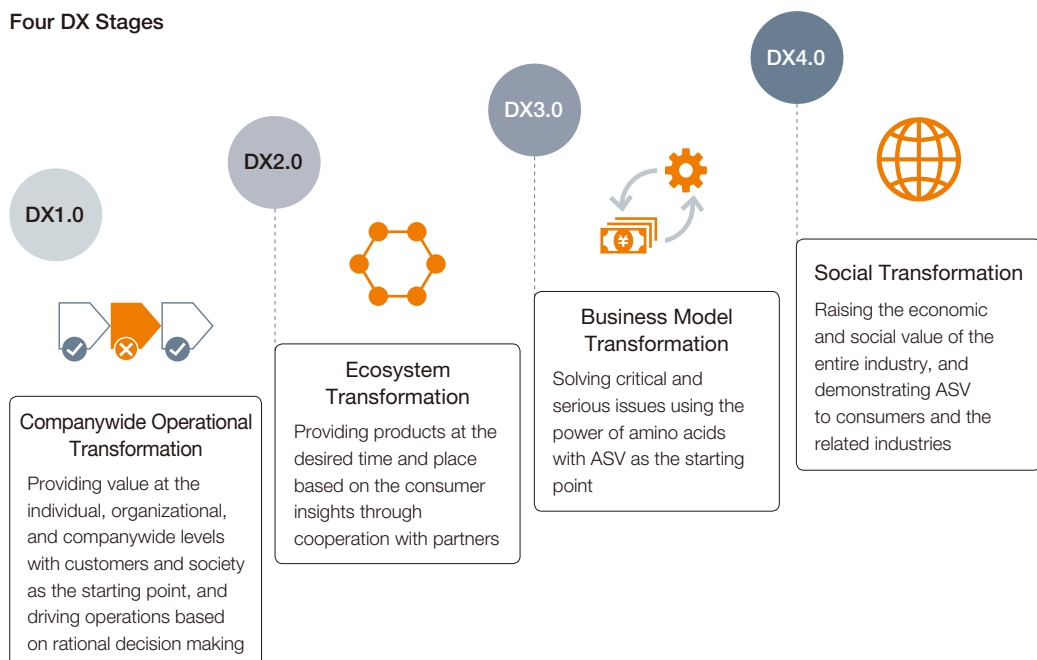 Four DX Stages
DX1.0
Companywide Operational
Transformation
Providing value at the
individual, organizational,
and companywide levels
with customers and society
as the starting point, and
driving operations based
on rational decision making
DX2.0
Ecosystem
Transformation
Providing products at the
desired time and place
based on the consumer
insights through
cooperation with partners
DX3.0
¥
Business Model
Transformation
Solving critical and
serious issues using the
power of amino acids
with ASV as the starting
point
DX4.0
Social Transformation
Raising the economic
and social value of the
entire industry, and
demonstrating ASV
to consumers and the
related industries